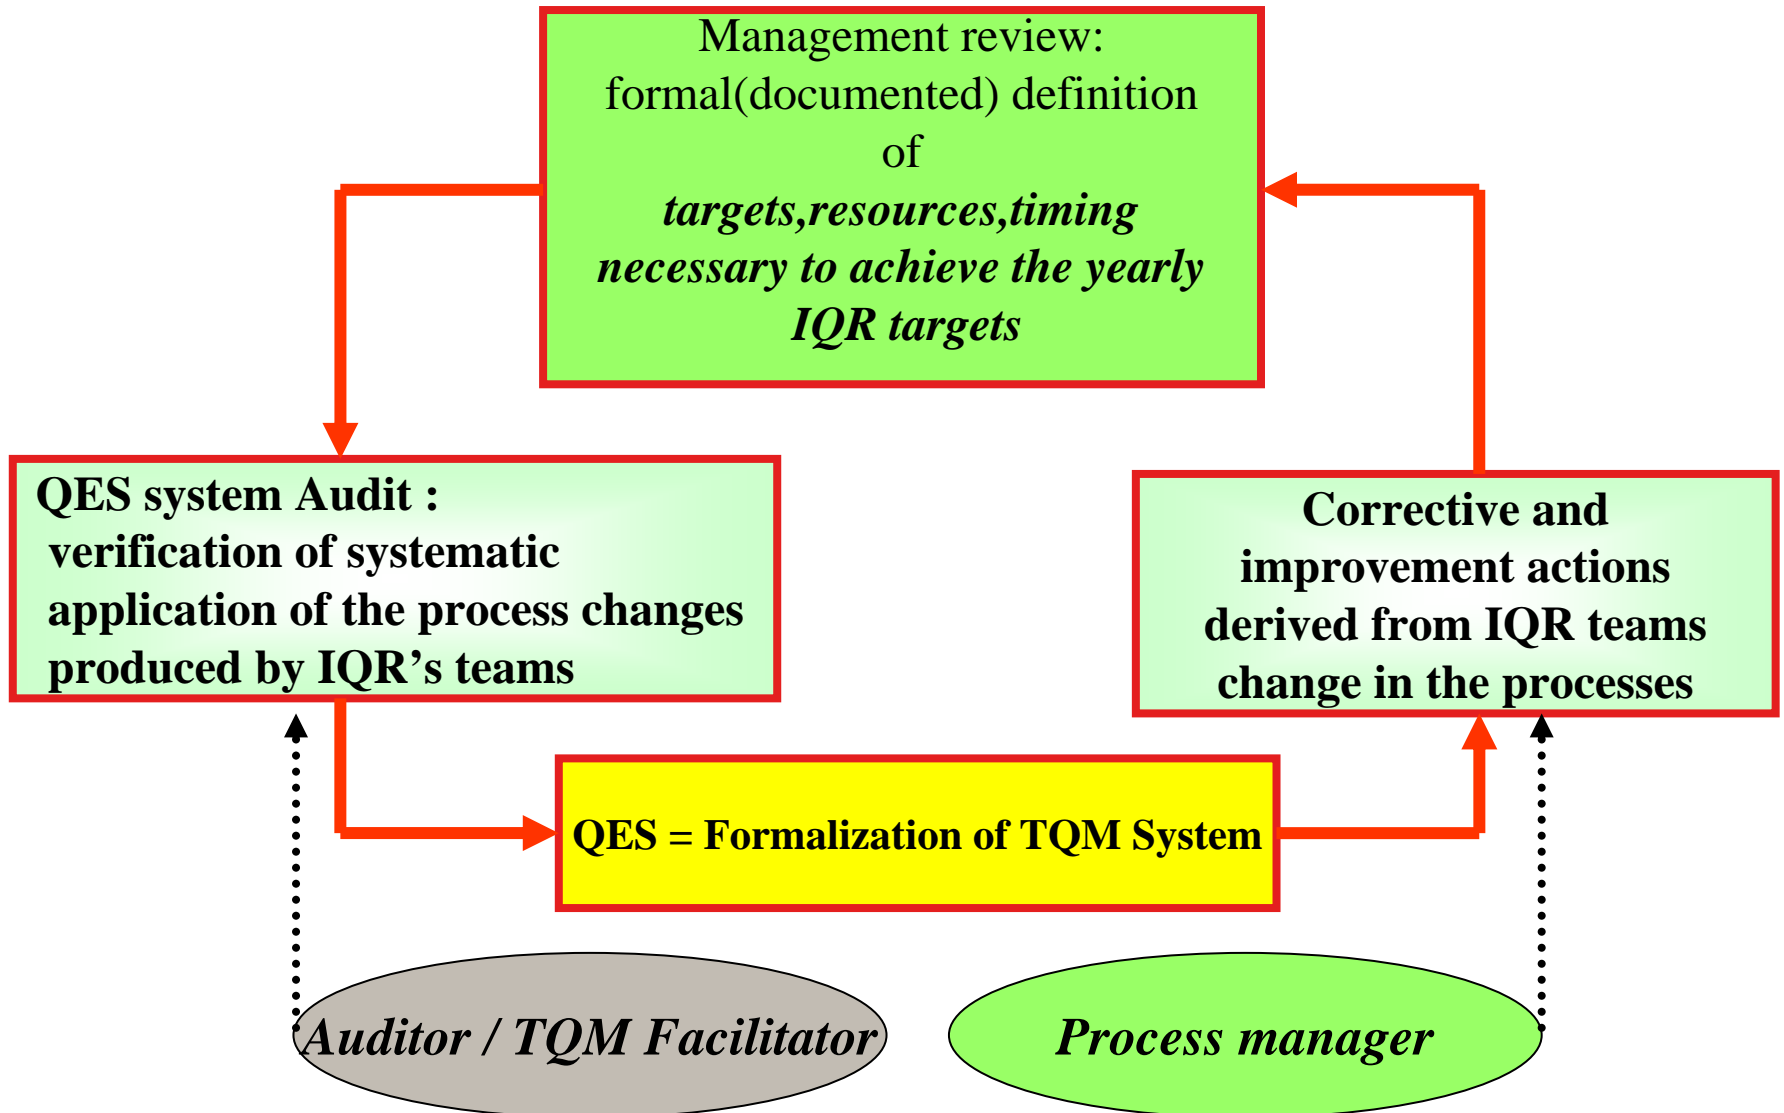 Management review:
formal(documented) definition
of
targets,resources,timing
necessary to achieve the yearly
IQR targets
QES system Audit :
verification of systematic
application of the process changes
produced by IQR’s teams
Corrective and
improvement actions
derived from IQR teams
change in the processes
QES = Formalization of TQM System
Auditor / TQM Facilitator
Process manager